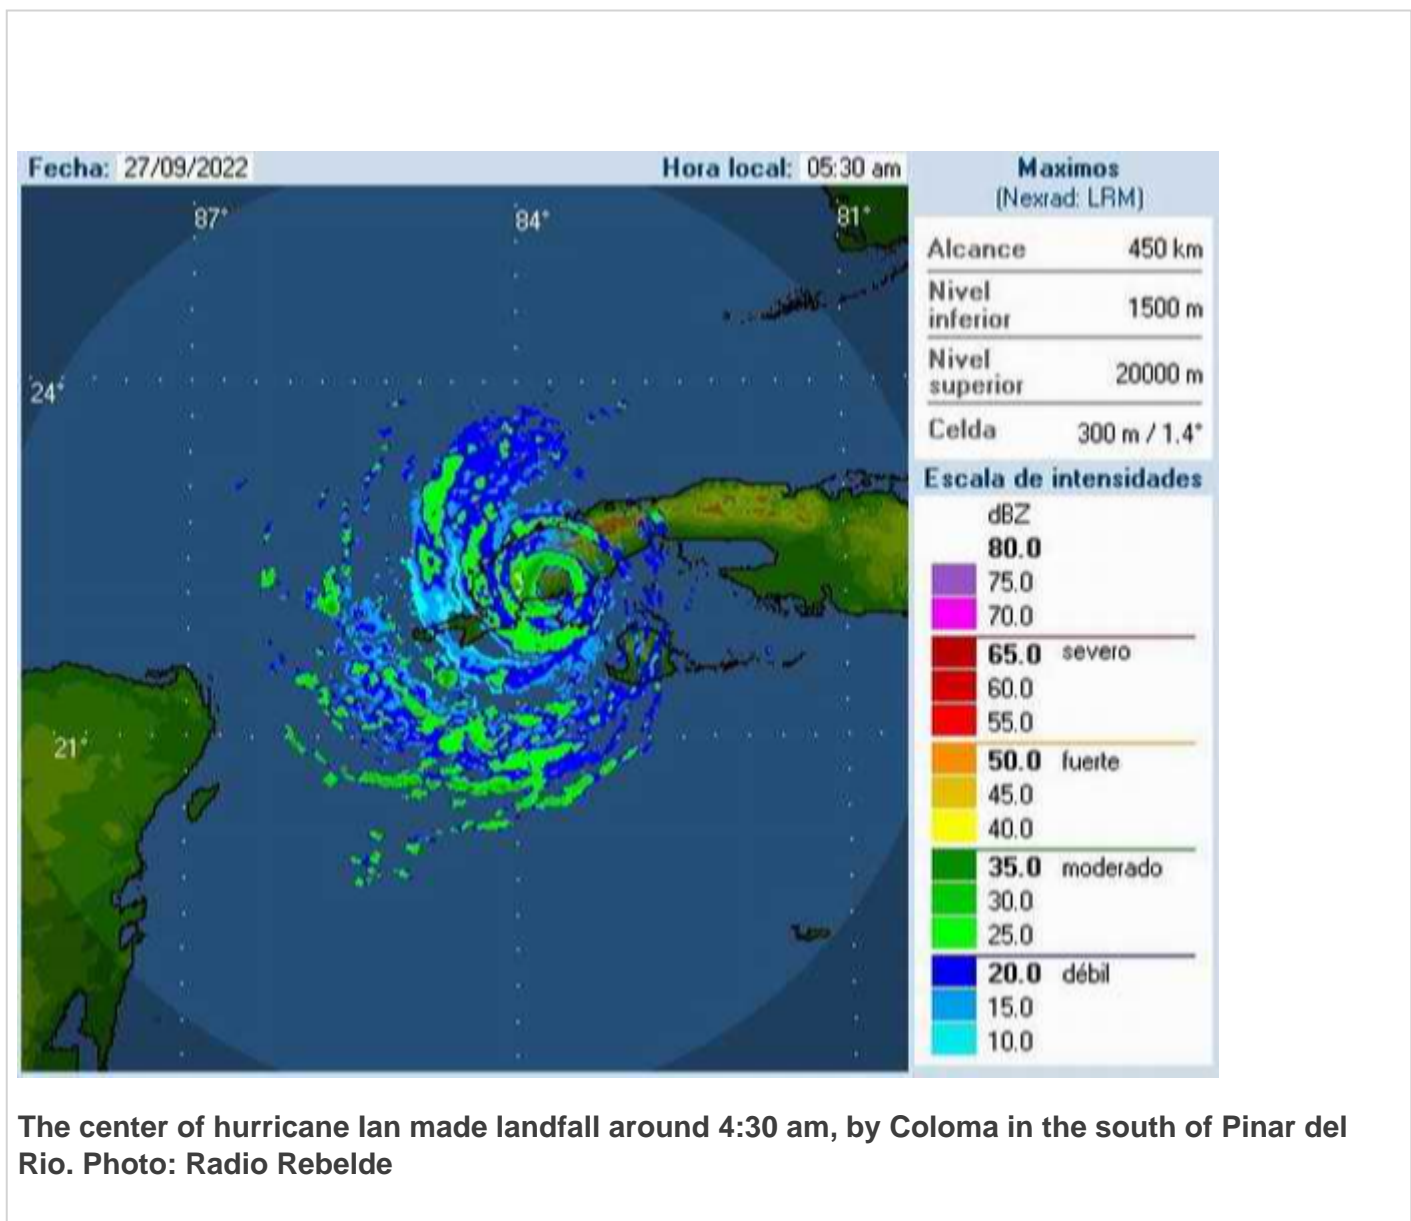 Fecha: 27/09/2022 Hora local: 05:30 am
87° 84° 81°
24°
21°
Maximos
(Nexrad: LRM)
Alcance 450 km
Nivel
inferior 1500 m
Nivel
superior 20000 m
Celda 300 m / 1.4°
Escala de intensidades
dBZ
80.0
75.0
70.0
65.0 severo
60.0
55.0
50.0 fuerte
45.0
40.0
35.0 moderado
30.0
25.0
20.0 débil
15.0
10.0
The center of hurricane Ian made landfall around 4:30 am, by Coloma in the south of Pinar del
Rio. Photo: Radio Rebelde